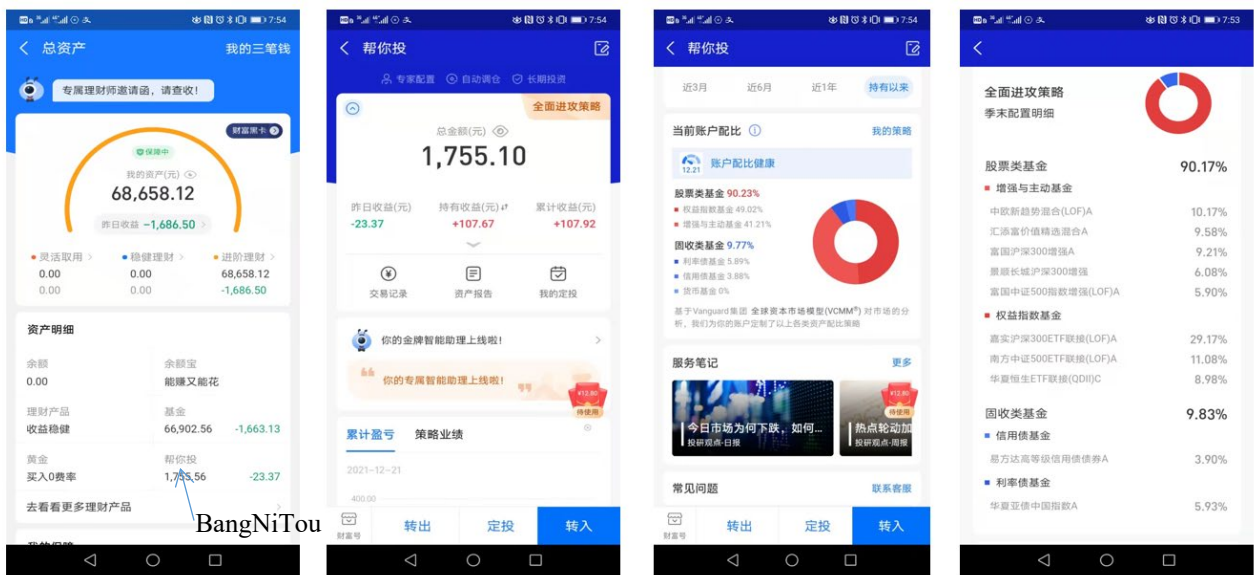 7:54
总资产
我的三笔钱
专属理财师邀请函，请查收！
财富黑卡
保障中
我的资产(元)
68,658.12
昨日收益 -1,686.50
灵活取用
稳健理财
进阶理财
0.00
0.00
68,658.12
0.00
0.00
-1,686.50
资产明细
余额
余额宝
0.00
能赚又能花
理财产品
基金
收益稳健
66,902.56
-1,663.13
黄金
帮你投
买入0费率
1,755.56
-23.37
去看看更多理财产品
BangNiTou
7:54
帮你投
专家配置
自动调仓
长期投资
全面进攻策略
总金额(元)
1,755.10
昨日收益(元)
持有收益(元)
累计收益(元)
-23.37
+107.67
+107.92
交易记录
资产报告
我的定投
你的金牌智能助理上线啦!
你的专属智能助理上线啦!
¥12.80
待使用
累计盈亏
策略业绩
2021-12-21
400.00
财富号
转出
定投
转入
7:54
帮你投
近3月
近6月
近1年
持有以来
当前账户配比
我的策略
12.21
账户配比健康
股票类基金 90.23%
权益指数基金 49.02%
增强与主动基金 41.21%
固收类基金 9.77%
利率债基金 5.89%
信用债基金 3.88%
货币基金 0%
基于Vanguard集团 全球资本市场模型(VCMM®) 对市场的分
析，我们为你的账户定制了以上各类资产配比策略
服务笔记
更多
¥12.80
待使用
今日市场为何下跌，如何...
投研观点·日报
热点轮动加
投研观点·周报
常见问题
联系客服
财富号
转出
定投
转入
7:53
全面进攻策略
季末配置明细
股票类基金
90.17%
增强与主动基金
中欧新趋势混合(LOF)A
10.17%
汇添富价值精选混合A
9.58%
富国沪深300增强A
9.21%
景顺长城沪深300增强
6.08%
富国中证500指数增强(LOF)A
5.90%
权益指数基金
嘉实沪深300ETF联接(LOF)A
29.17%
南方中证500ETF联接(LOF)A
11.08%
华夏恒生ETF联接(QDII)C
8.98%
固收类基金
9.83%
信用债基金
易方达高等级信用债债券A
3.90%
利率债基金
华夏亚债中国指数A
5.93%